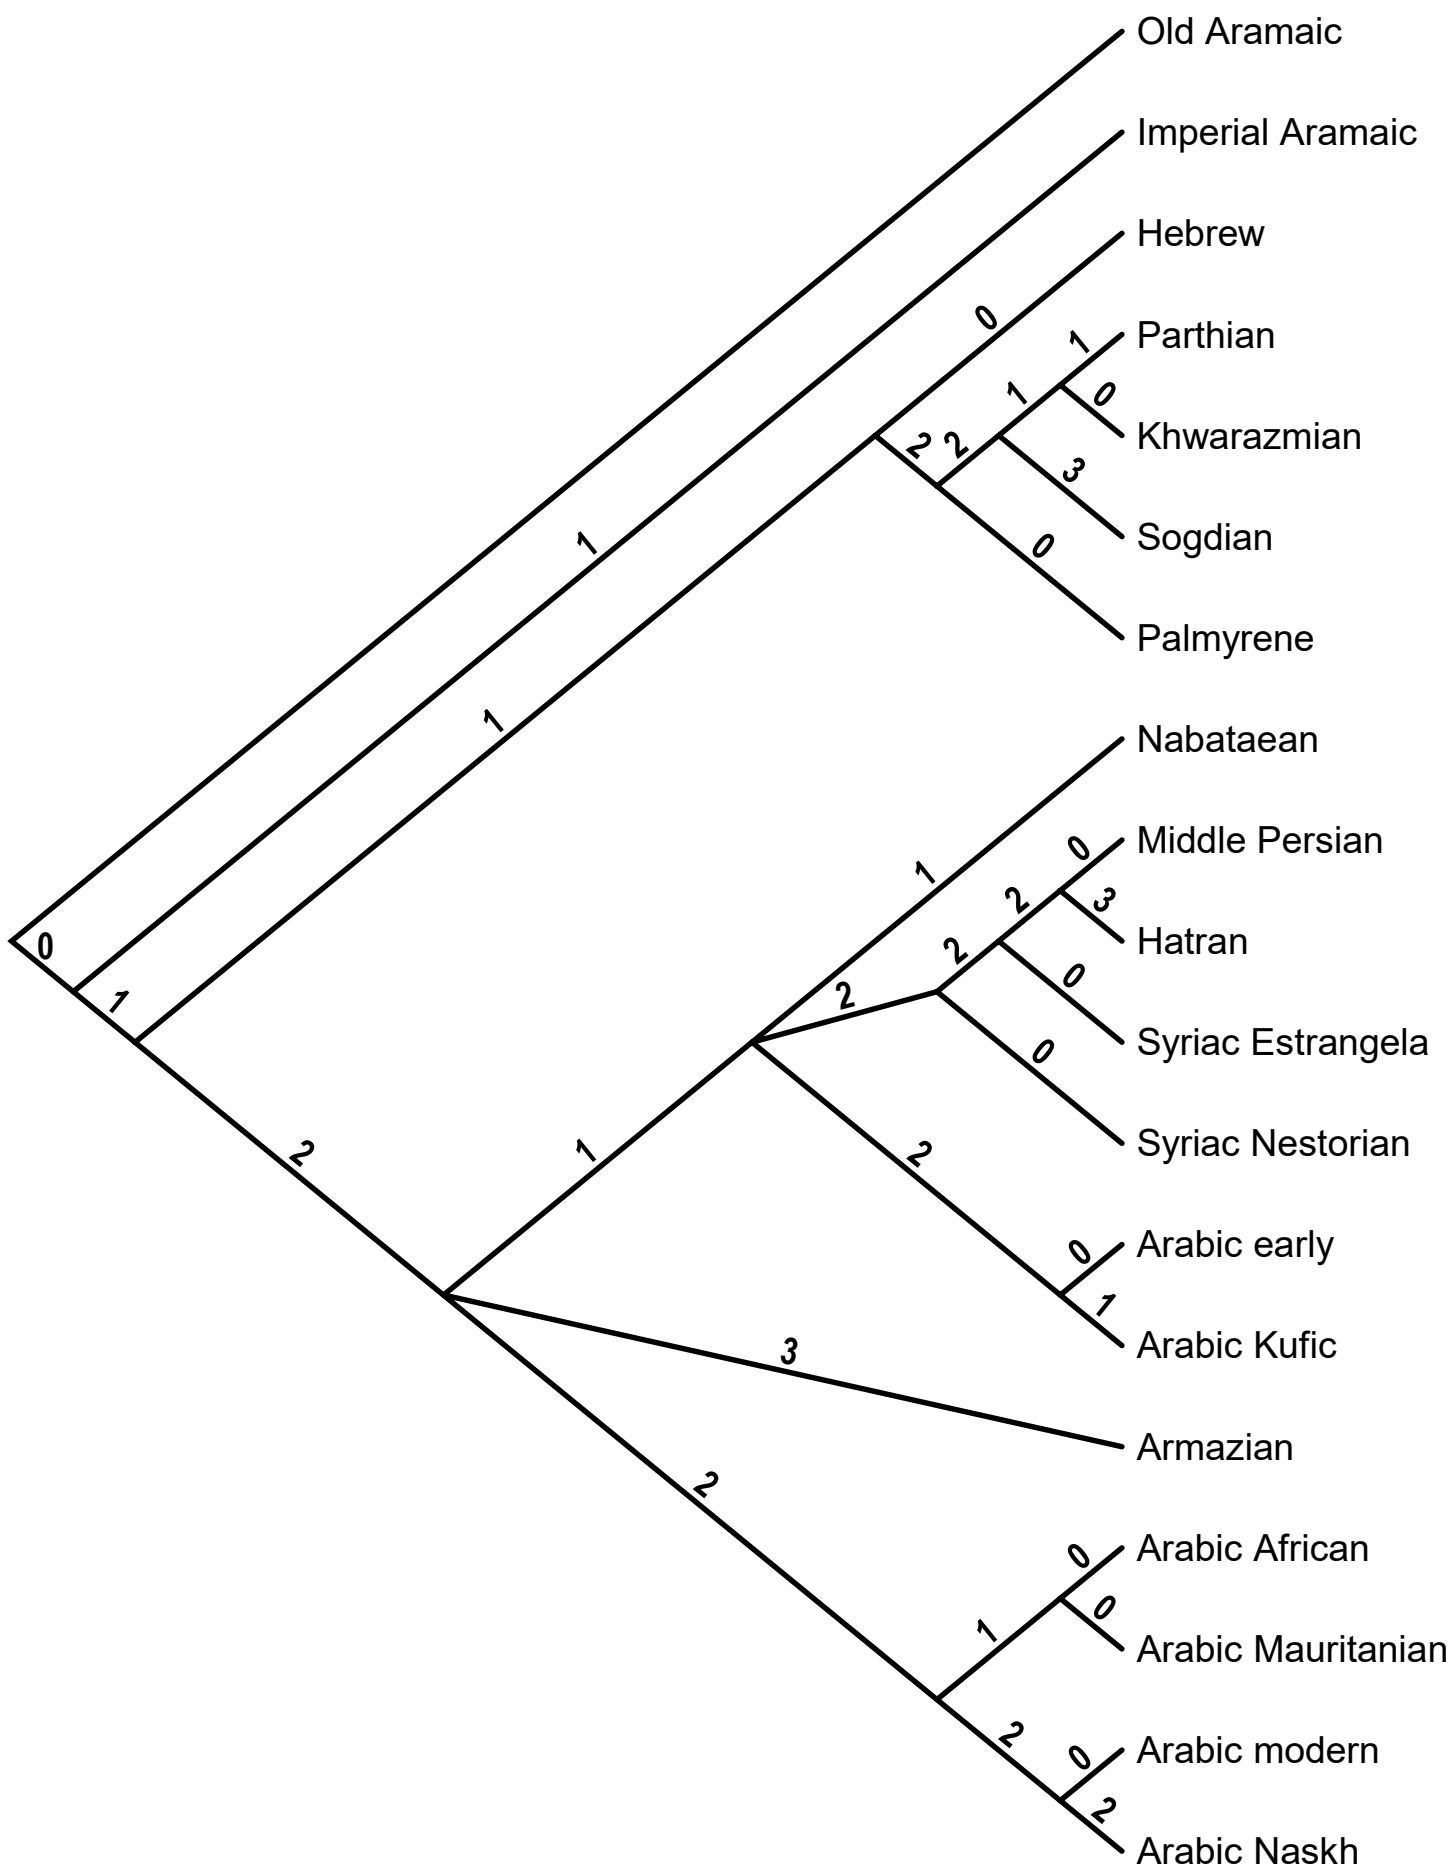 Old Aramaic
Imperial Aramaic
Hebrew
0
1
Parthian
1
0
2
2
Khwarazmian
3
Sogdian
1
0
Palmyrene
1
Nabataean
0
Middle Persian
1
2
3
Hatran
0
2
0
2
Syriac Estrangela
1
0
Syriac Nestorian
2
1
2
0
Arabic early
1
Arabic Kufic
3
Armazian
2
0
Arabic African
0
1
Arabic Mauritanian
2
0
Arabic modern
2
Arabic Naskh